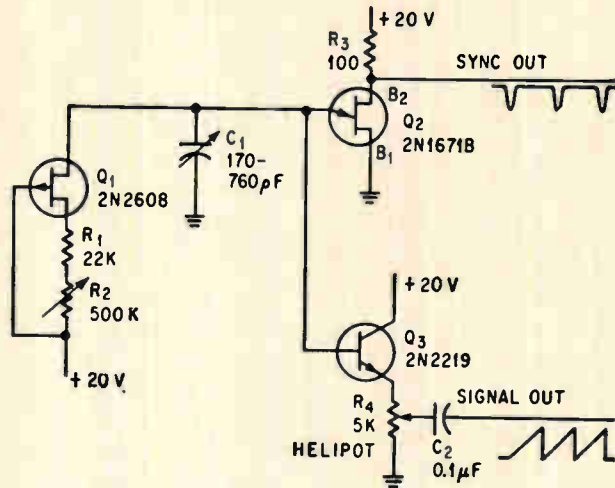 +20 V
R3
100
SYNC OUT
B2
Q2
2N1671B
B1
C1
170-
760pF
Q1
2N2608
R1
22K
R2
500K
+20 V
+20 V
Q3
2N2219
SIGNAL OUT
R4
5K
HELIPOT
C2
0.1μF